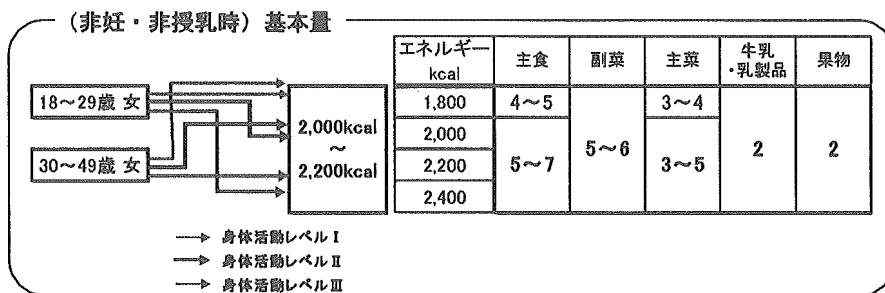 (非妊・非授乳時) 基本量
エネルギー kcal 主食 副菜 主菜 牛乳・乳製品 果物
18~29歳 女
30~49歳 女
2,000kcal
~
2,200kcal
1,800 4~5 3~4
2,000
2,200 5~7 5~6 3~5 2 2
2,400
身体活動レベルⅠ
身体活動レベルⅡ
身体活動レベルⅢ